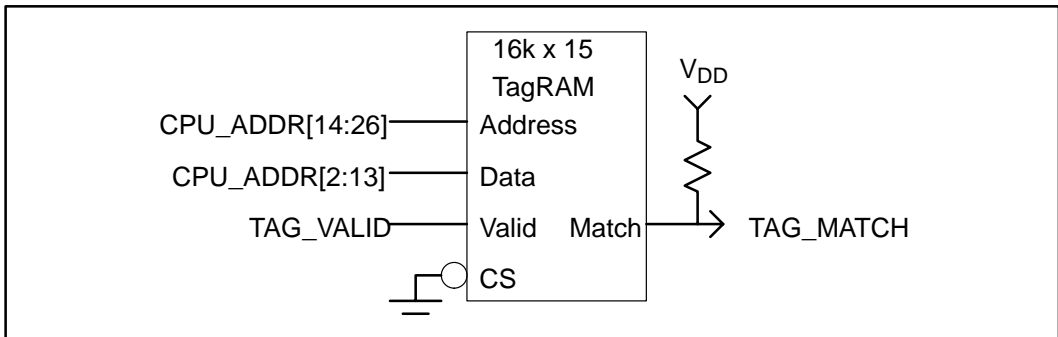 16k x 15
TagRAM
VDD
CPU_ADDR[14:26]
Address
CPU_ADDR[2:13]
Data
TAG_VALID
Valid
Match
TAG_MATCH
CS